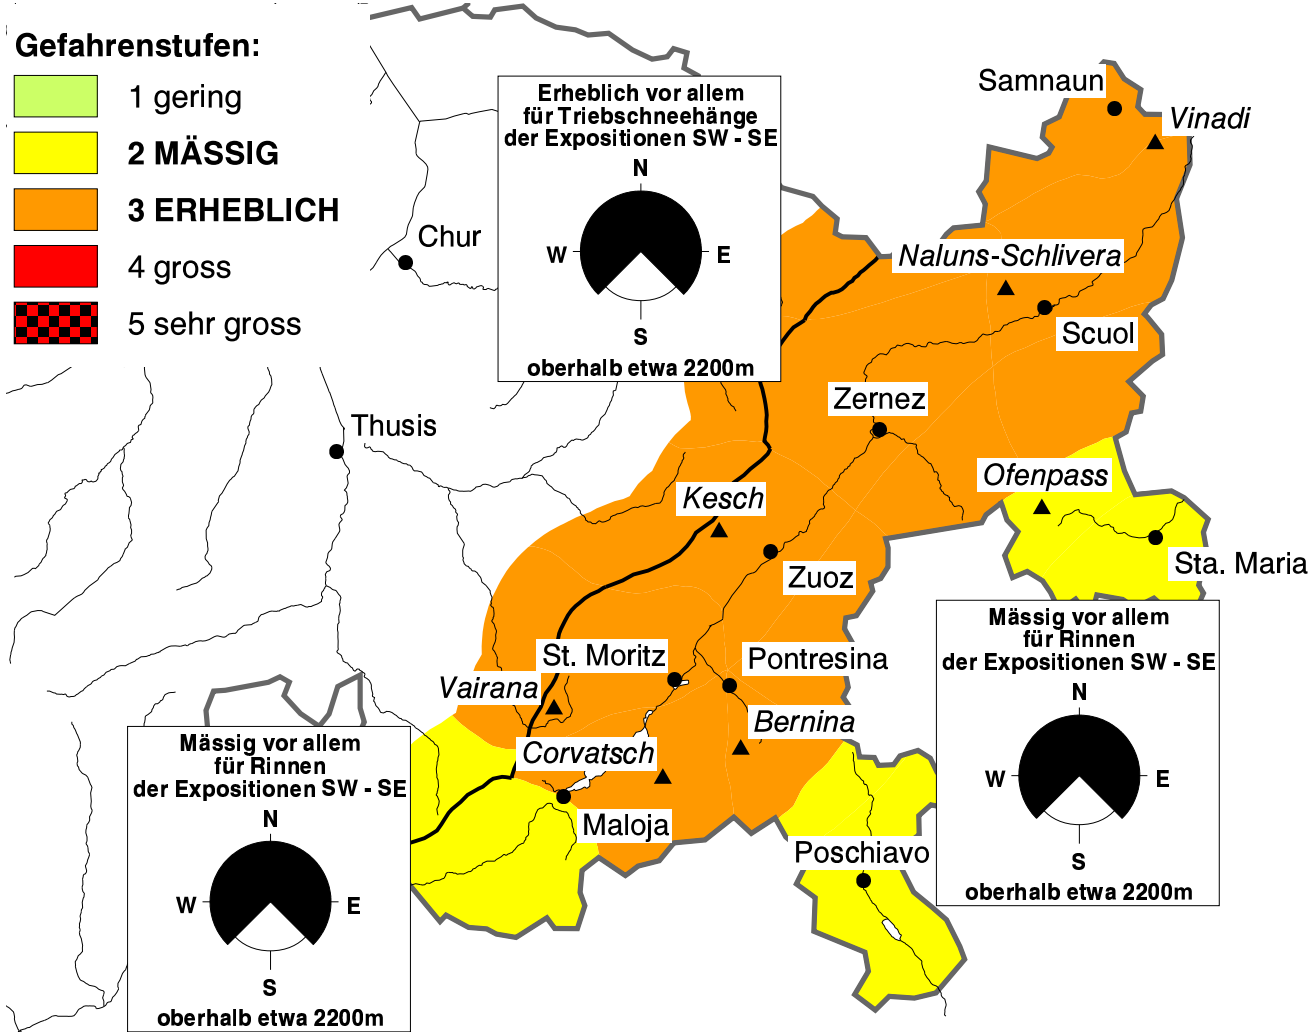 Gefahrenstufen:
1 gering
2 MÄSSIG
3 ERHEBLICH
4 gross
5 sehr gross
Erheblich vor allem
für Triebschneehänge
der Expositionen SW - SE
N
W
E
S
oberhalb etwa 2200m
Samnaun
Vinadi
Chur
Naluns-Schlivera
Scuol
Zernez
Thusis
Ofenpass
Kesch
Sta. Maria
Zuoz
St. Moritz
Pontresina
Vairana
Bernina
Corvatsch
Maloja
Poschiavo
Mässig vor allem
für Rinnen
der Expositionen SW - SE
N
W
E
S
oberhalb etwa 2200m
Mässig vor allem
für Rinnen
der Expositionen SW - SE
N
W
E
S
oberhalb etwa 2200m